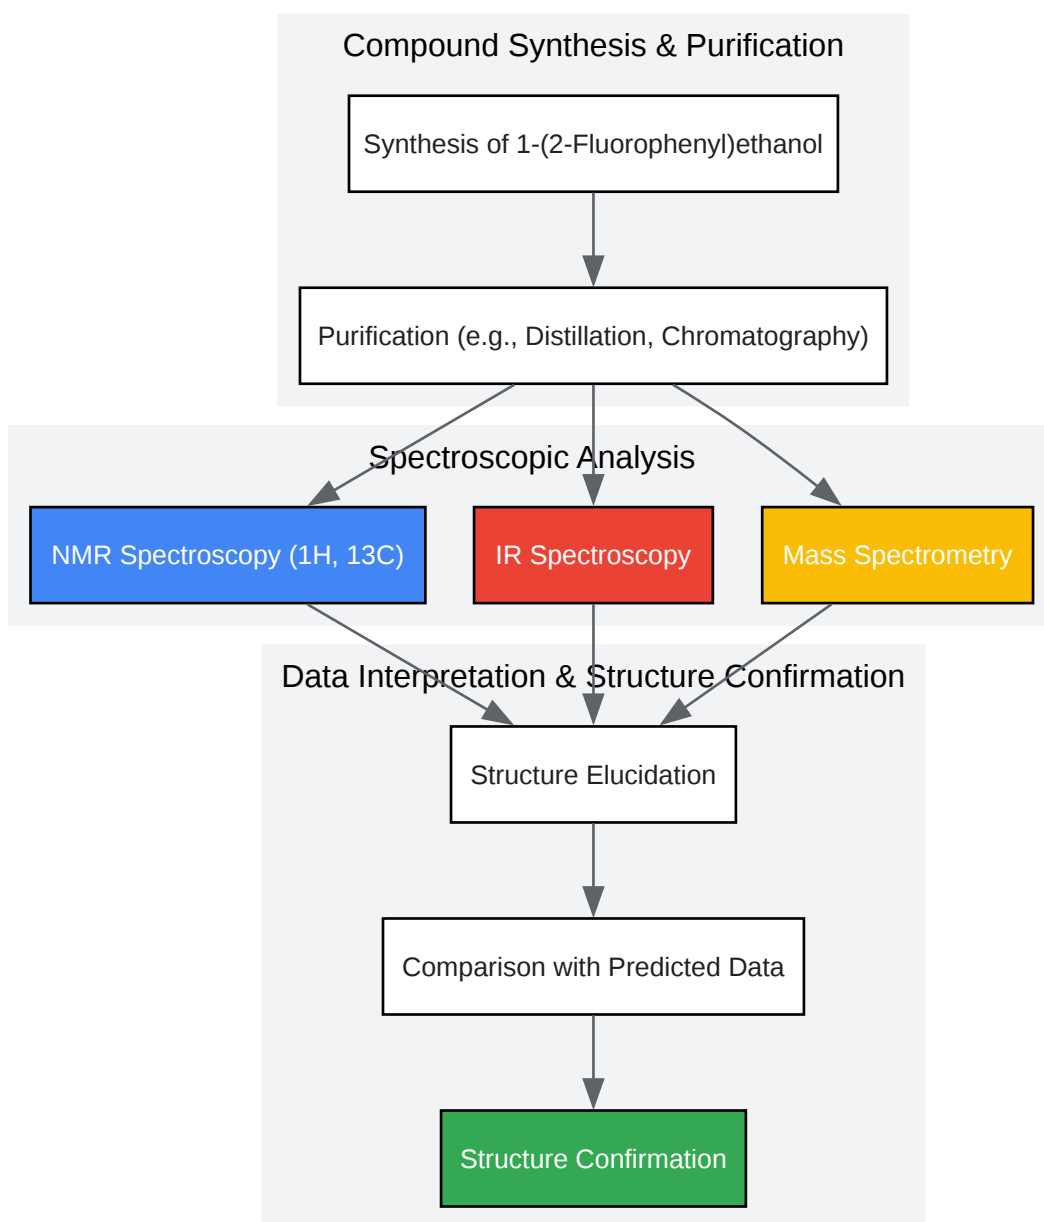 Compound Synthesis & Purification
Synthesis of 1-(2-Fluorophenyl)ethanol
Purification (e.g., Distillation, Chromatography)
Spectroscopic Analysis
NMR Spectroscopy (1H, 13C)
IR Spectroscopy
Mass Spectrometry
Data Interpretation & Structure Confirmation
Structure Elucidation
Comparison with Predicted Data
Structure Confirmation